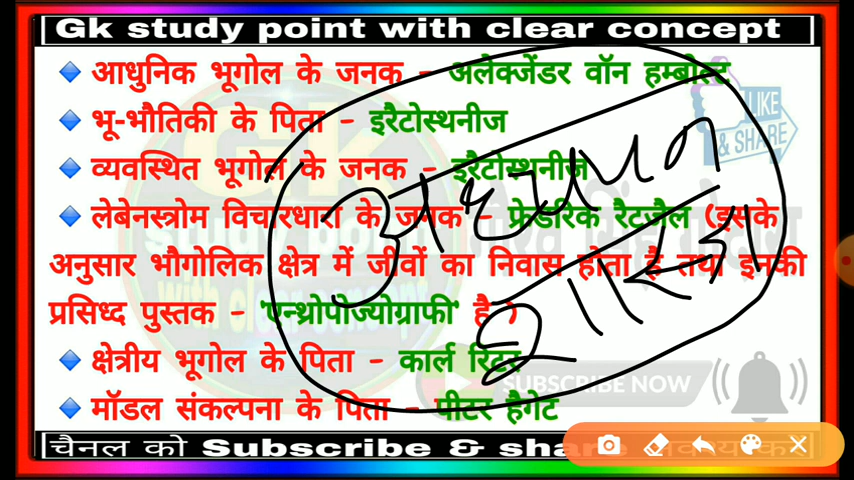 Gk study point with clear concept
आधुनिक भूगोल के जनक - अलेक्जेंडर वॉन हम्बोल्ट
भू-भौतिकी के पिता - इरैटोस्थनीज
व्यवस्थित भूगोल के जनक - इरैटोस्थनीज
लेबेनस्त्रोम विचारधारा के जनक - फ्रेडरिक रैटजैल (इसके
अनुसार भौगोलिक क्षेत्र में जीवों का निवास होता है तथा इनकी
प्रसिध्द पुस्तक - 'एन्थ्रोपोज्योग्राफी' है )
क्षेत्रीय भूगोल के पिता - कार्ल रिटर
मॉडल संकल्पना के पिता - पीटर हैगेट
LIKE
& SHARE
SUBSCRIBE NOW
चैनल को Subscribe & share